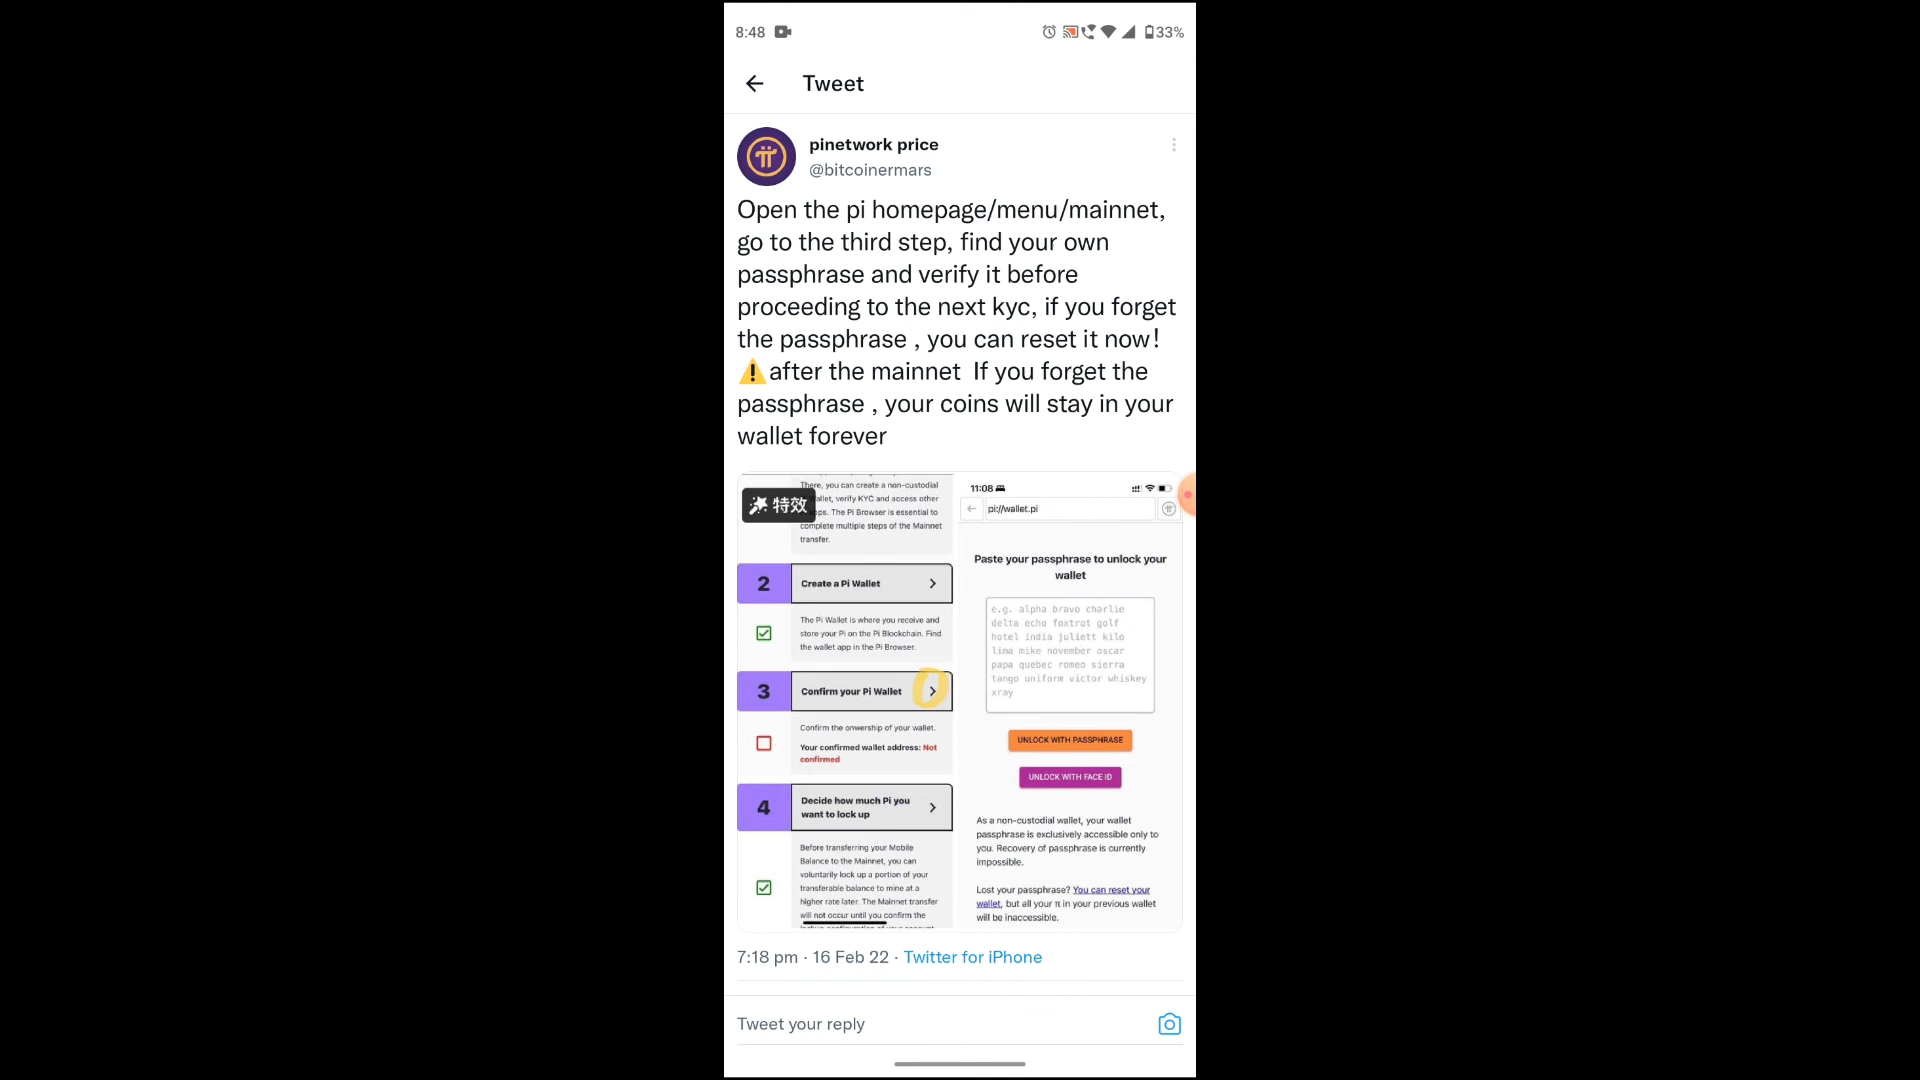 8:48
33%
Tweet
pinetwork price
@bitcoinermars
Open the pi homepage/menu/mainnet,
go to the third step, find your own
passphrase and verify it before
proceeding to the next kyc, if you forget
the passphrase , you can reset it now!
⚠️after the mainnet  If you forget the
passphrase , your coins will stay in your
wallet forever
特效
There, you can create a non-custodial
wallet, verify KYC and access other
apps. The Pi Browser is essential to
complete multiple steps of the Mainnet
transfer.
2
Create a Pi Wallet
The Pi Wallet is where you receive and
store your Pi on the Pi Blockchain. Find
the wallet app in the Pi Browser.
3
Confirm your Pi Wallet
Confirm the onwership of your wallet.
Your confirmed wallet address: Not
confirmed
4
Decide how much Pi you
want to lock up
Before transferring your Mobile
Balance to the Mainnet, you can
voluntarily lock up a portion of your
transferable balance to mine at a
higher rate later. The Mainnet transfer
will not occur until you confirm the
11:08
pi://wallet.pi
Paste your passphrase to unlock your
wallet
e.g. alpha bravo charlie
delta echo foxtrot golf
hotel india juliett kilo
lima mike november oscar
papa quebec romeo sierra
tango uniform victor whiskey
xray
UNLOCK WITH PASSPHRASE
UNLOCK WITH FACE ID
As a non-custodial wallet, your wallet
passphrase is exclusively accessible only to
you. Recovery of passphrase is currently
impossible.
Lost your passphrase? You can reset your
wallet, but all your π in your previous wallet
will be inaccessible.
7:18 pm · 16 Feb 22 · Twitter for iPhone
Tweet your reply